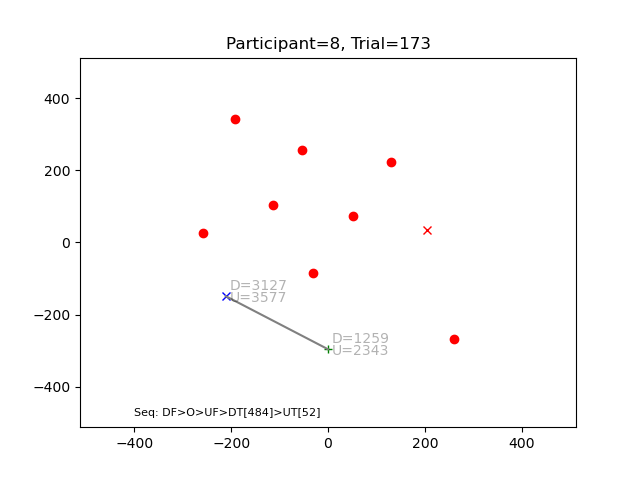 Participant=8, Trial=173
400
200
0
−200
−400
D=3127
U=3577
D=1259
U=2343
Seq: DF>O>UF>DT[484]>UT[52]
−400
−200
0
200
400